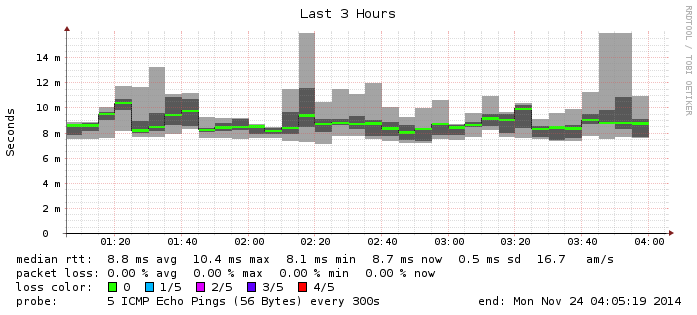 Last 3 Hours
RRDTOOL / TOBI OETIKER
Seconds
14 m
12 m
10 m
8 m
6 m
4 m
2 m
0
01:20 01:40 02:00 02:20 02:40 03:00 03:20 03:40 04:00
median rtt: 8.8 ms avg 10.4 ms max 8.1 ms min 8.7 ms now 0.5 ms sd 16.7 am/s
packet loss: 0.00 % avg 0.00 % max 0.00 % min 0.00 % now
loss color: 0 1/5 2/5 3/5 4/5
probe: 5 ICMP Echo Pings (56 Bytes) every 300s end: Mon Nov 24 04:05:19 2014